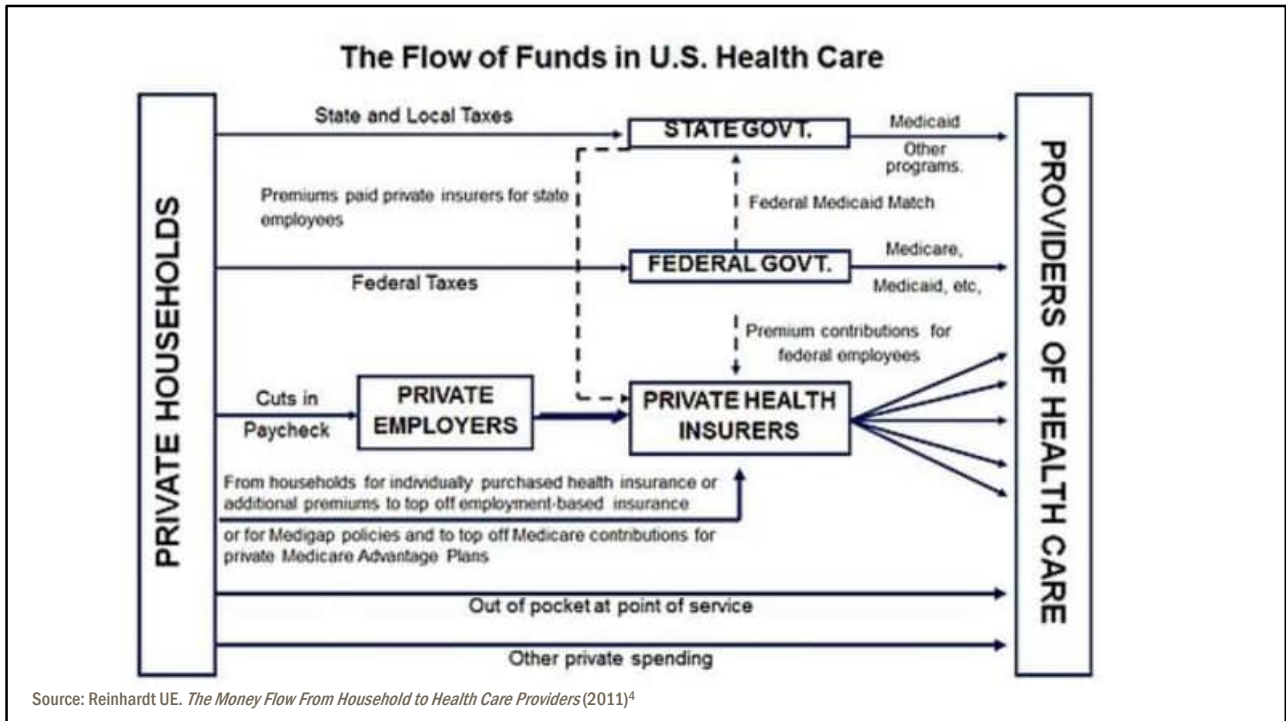 The Flow of Funds in U.S. Health Care
PRIVATE HOUSEHOLDS
State and Local Taxes
STATE GOVT.
Medicaid
Other
programs.
Premiums paid private insurers for state
employees
Federal Medicaid Match
Federal Taxes
FEDERAL GOVT.
Medicare,
Medicaid, etc,
Premium contributions for
federal employees
Cuts in
Paycheck
PRIVATE
EMPLOYERS
PRIVATE HEALTH
INSURERS
From households for individually purchased health insurance or
additional premiums to top off employment-based insurance
or for Medigap policies and to top off Medicare contributions for
private Medicare Advantage Plans
Out of pocket at point of service
Other private spending
PROVIDERS OF HEALTH CARE
Source: Reinhardt UE. The Money Flow From Household to Health Care Providers (2011)4